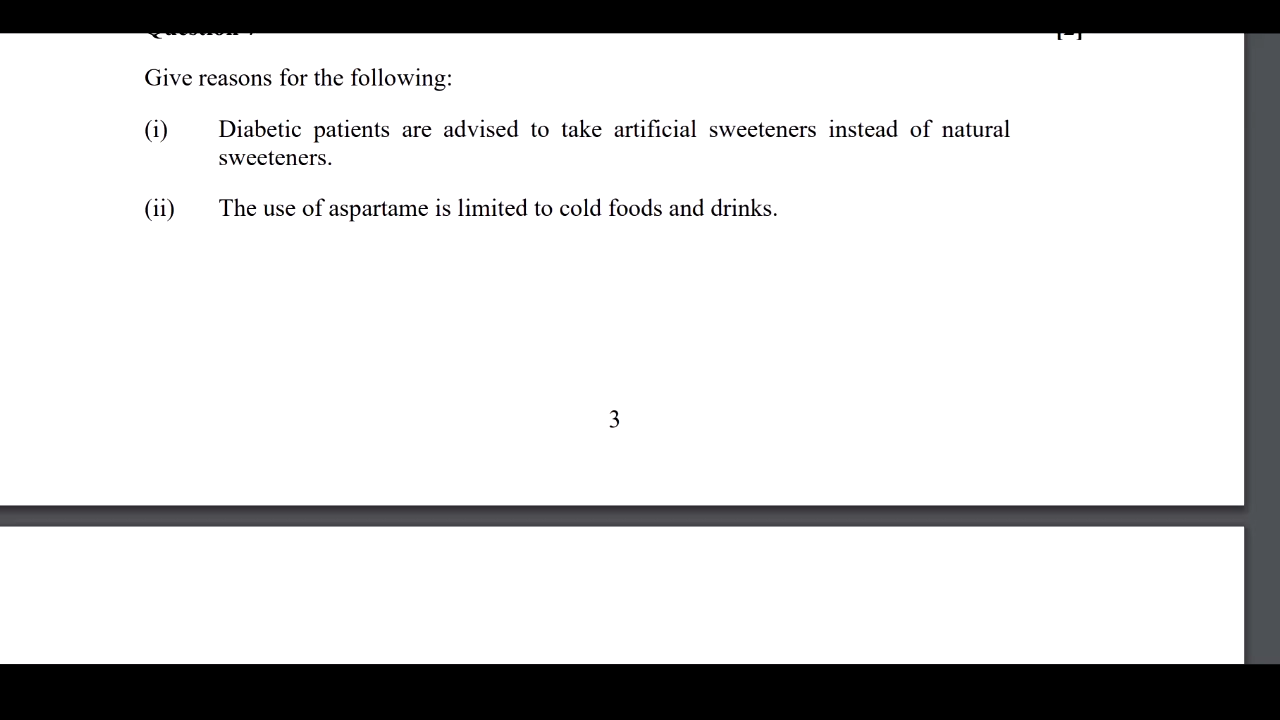 Give reasons for the following:
(i) Diabetic patients are advised to take artificial sweeteners instead of natural
sweeteners.
(ii) The use of aspartame is limited to cold foods and drinks.
3